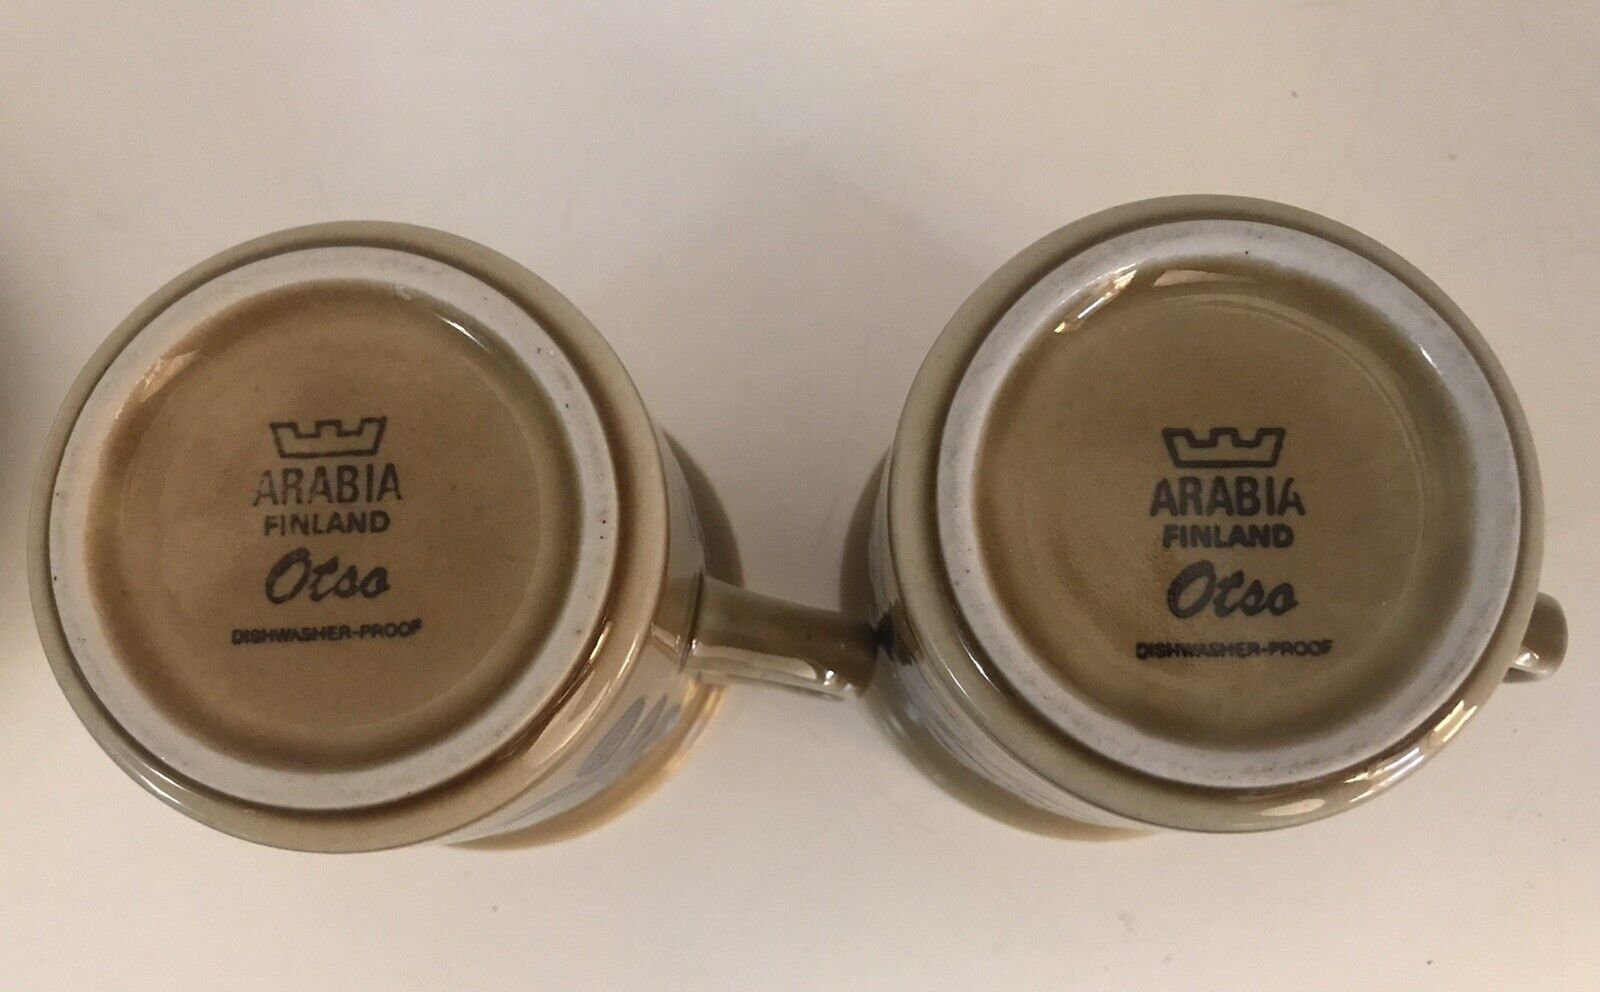 ARABIA
FINLAND
Otso
DISHWASHER-PROOF
ARABIA
FINLAND
Otso
DISHWASHER-PROOF